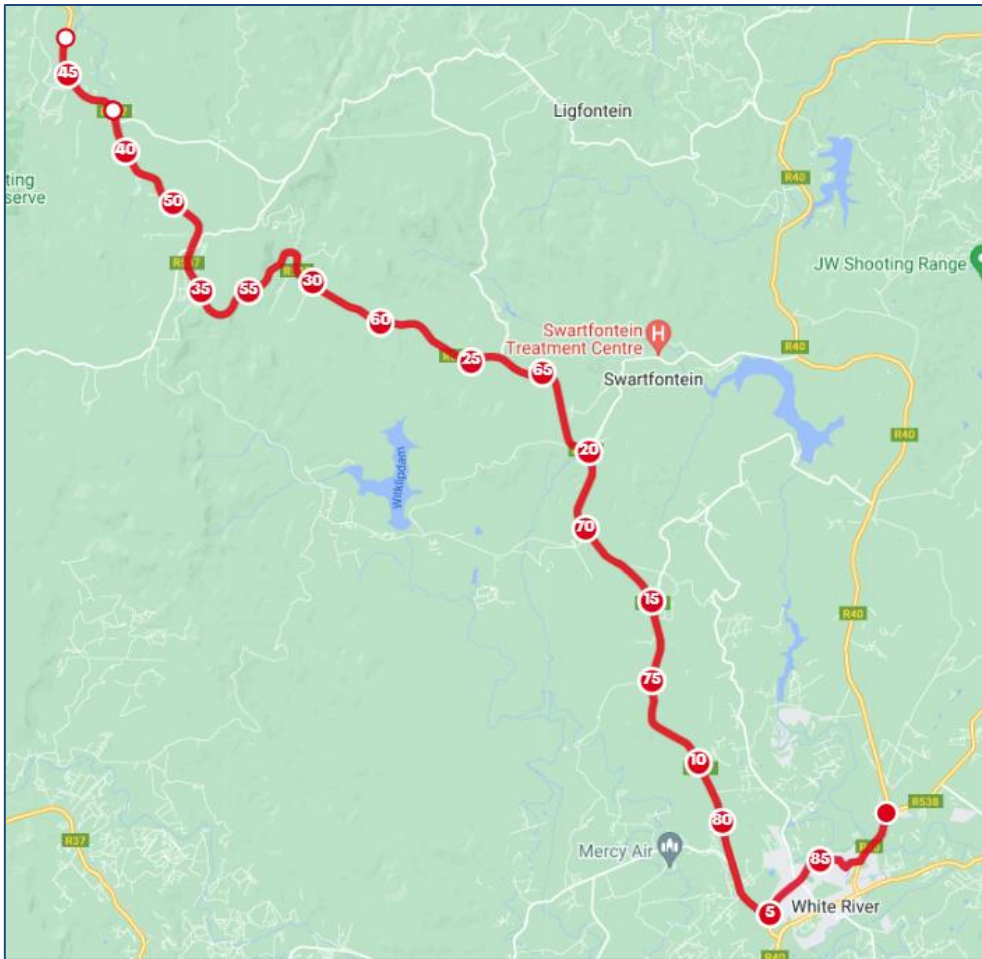 45
40
Ligfontein
ting
serve
50
R40
JW Shooting Range
35
55
30
60
Swartfontein
Treatment Centre
H
R40
25
65
Swartfontein
20
R40
Witklipdam
70
15
R40
75
10
80
R538
R37
Mercy Air
85
5
White River
R40